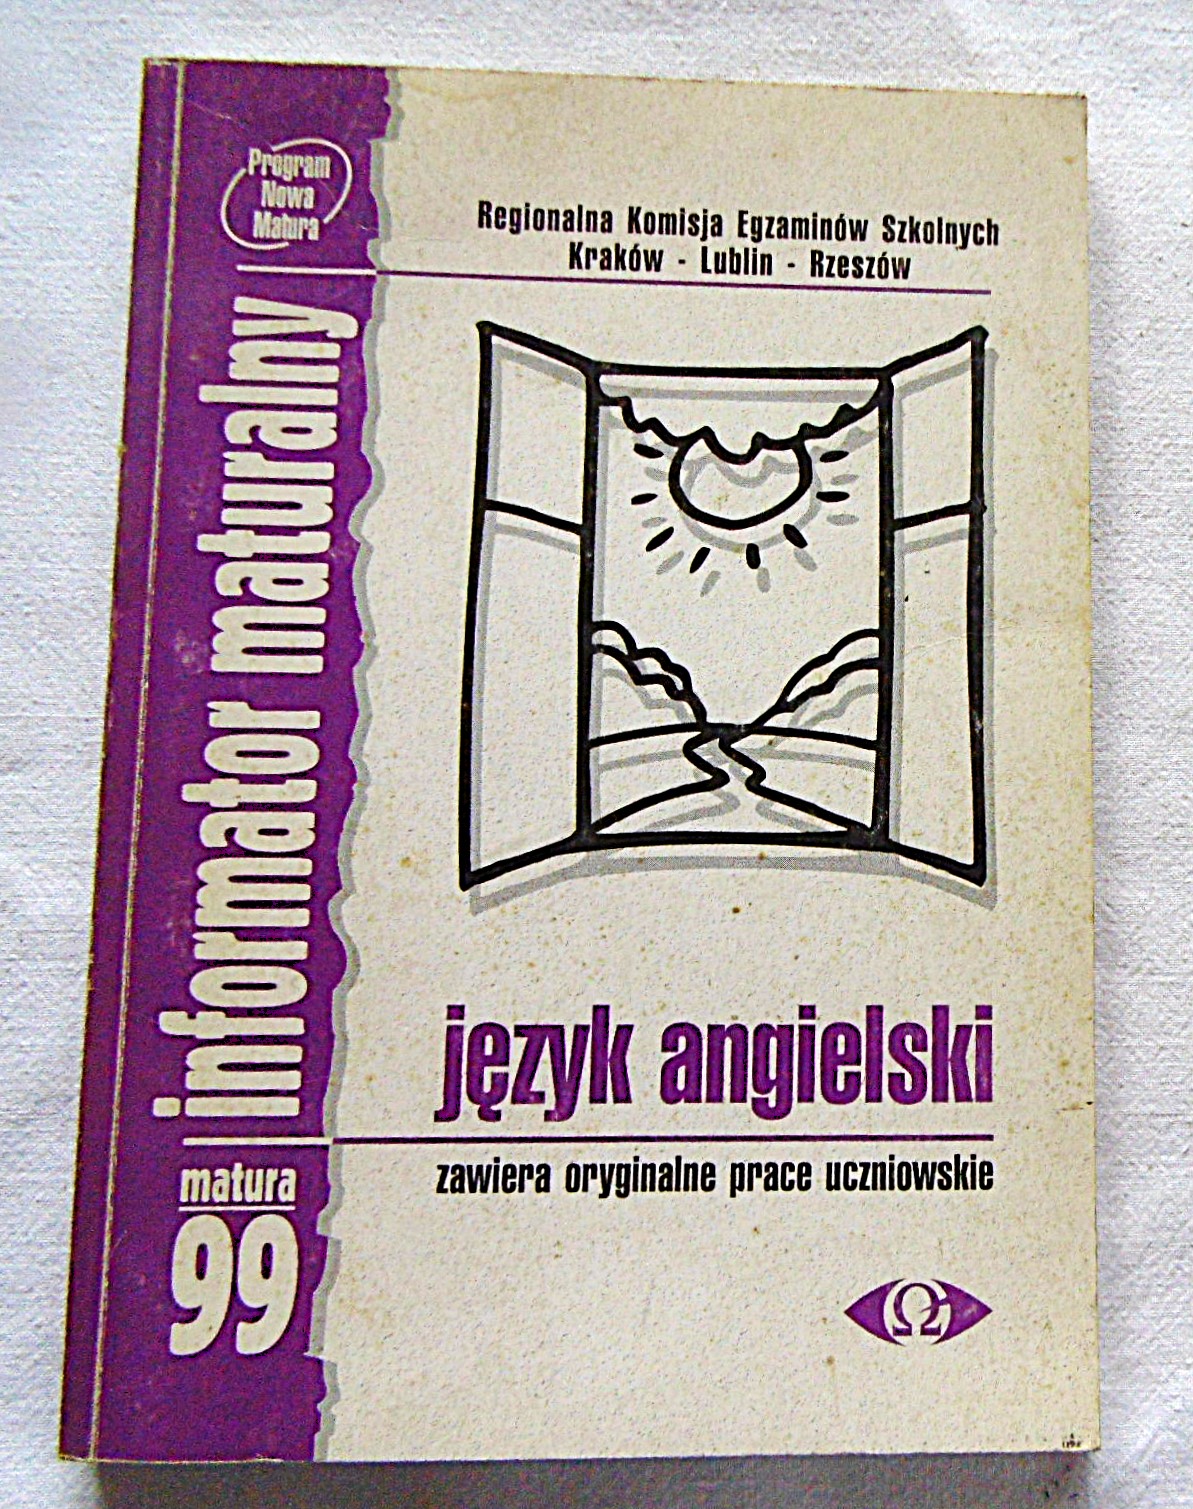 Program
Nowa
Matura
Regionalna Komisja Egzaminów Szkolnych
Kraków - Lublin - Rzeszów
informator maturalny
język angielski
zawiera oryginalne prace uczniowskie
matura
99
Ω